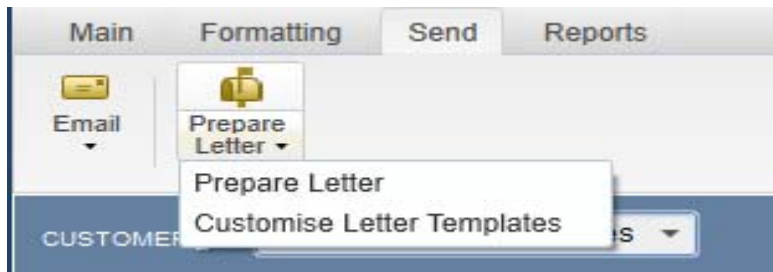 Main Formatting Send Reports
Email Prepare
Letter
Prepare Letter
Customise Letter Templates